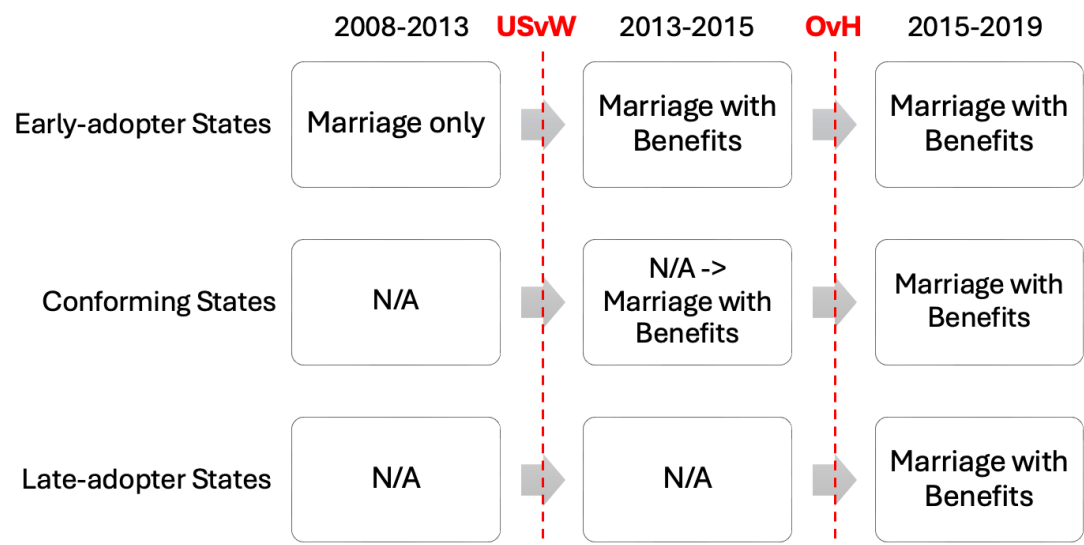 2008-2013 USvW 2013-2015 OvH 2015-2019
Early-adopter States
Marriage only
Marriage with
Benefits
Marriage with
Benefits
Conforming States
N/A
N/A ->
Marriage with
Benefits
Marriage with
Benefits
Late-adopter States
N/A
N/A
Marriage with
Benefits